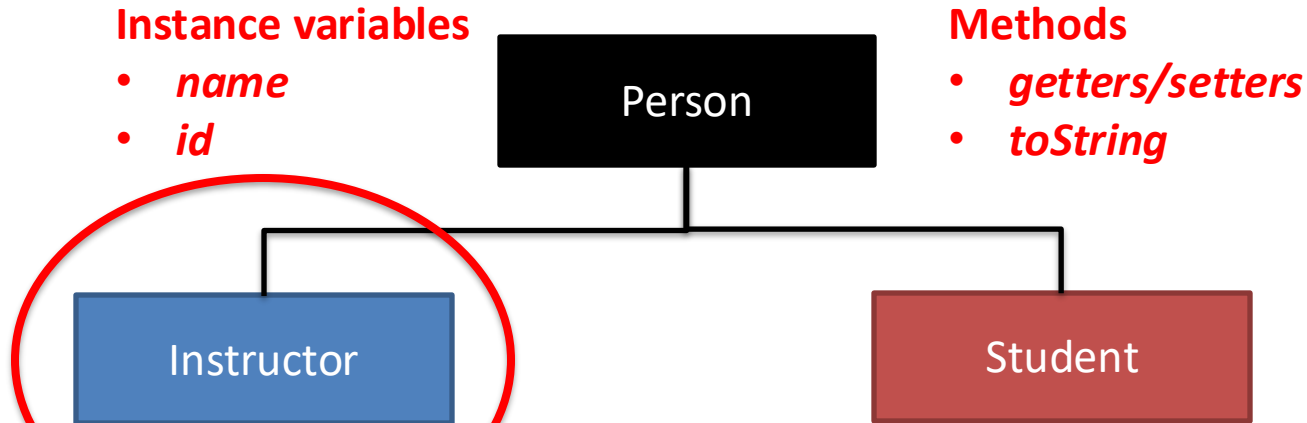 Instance variables
• name
• id
Person
Methods
• getters/setters
• toString
Instructor
Student